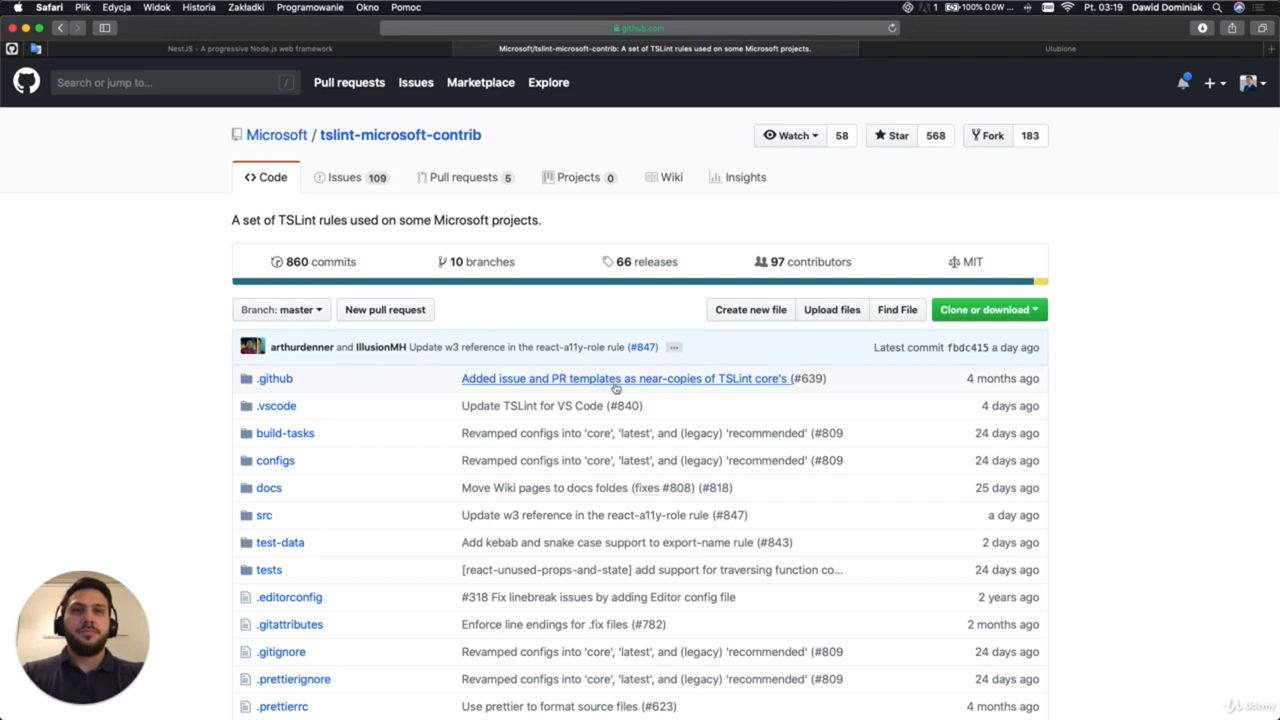 Safari Plik Edycja Widok Historia Zakładki Programowanie Okno Pomoc 1 100% 0.0W ... Pt. 03:19 Dawid Dominiak
github.com
NestJS - A progressive Node.js web framework Microsoft/tslint-microsoft-contrib: A set of TSLint rules used on some Microsoft projects. Ulubione
Search or jump to... / Pull requests Issues Marketplace Explore
Microsoft / tslint-microsoft-contrib Watch 58 Star 568 Fork 183
<> Code Issues 109 Pull requests 5 Projects 0 Wiki Insights
A set of TSLint rules used on some Microsoft projects.
860 commits 10 branches 66 releases 97 contributors MIT
Branch: master New pull request Create new file Upload files Find File Clone or download
arthurdenner and IllusionMH Update w3 reference in the react-a11y-role rule (#847) ... Latest commit fbdc415 a day ago
.github Added issue and PR templates as near-copies of TSLint core's (#639) 4 months ago
.vscode Update TSLint for VS Code (#840) 4 days ago
build-tasks Revamped configs into 'core', 'latest', and (legacy) 'recommended' (#809 24 days ago
configs Revamped configs into 'core', 'latest', and (legacy) 'recommended' (#809 24 days ago
docs Move Wiki pages to docs foldes (fixes #808) (#818) 25 days ago
src Update w3 reference in the react-a11y-role rule (#847) a day ago
test-data Add kebab and snake case support to export-name rule (#843) 2 days ago
tests [react-unused-props-and-state] add support for traversing function co... 24 days ago
.editorconfig #318 Fix linebreak issues by adding Editor config file 2 years ago
.gitattributes Enforce line endings for .fix files (#782) 2 months ago
.gitignore Revamped configs into 'core', 'latest', and (legacy) 'recommended' (#809 24 days ago
.prettierignore Revamped configs into 'core', 'latest', and (legacy) 'recommended' (#809 24 days ago
.prettierrc Use prettier to format source files (#623) 4 months ago
Udemy